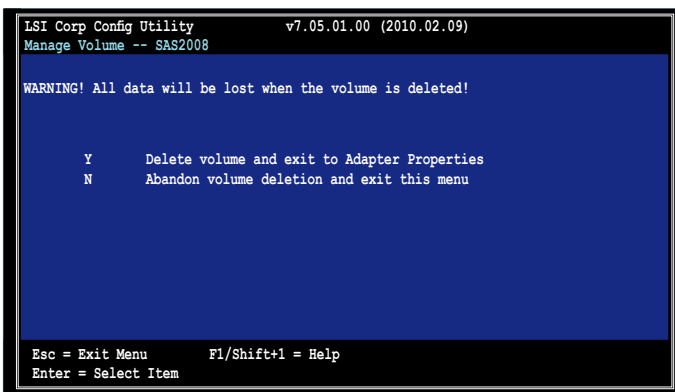 LSI Corp Config Utility v7.05.01.00 (2010.02.09)
Manage Volume -- SAS2008
WARNING! All data will be lost when the volume is deleted!
Y Delete volume and exit to Adapter Properties
N Abandon volume deletion and exit this menu
Esc = Exit Menu F1/Shift+1 = Help
Enter = Select Item